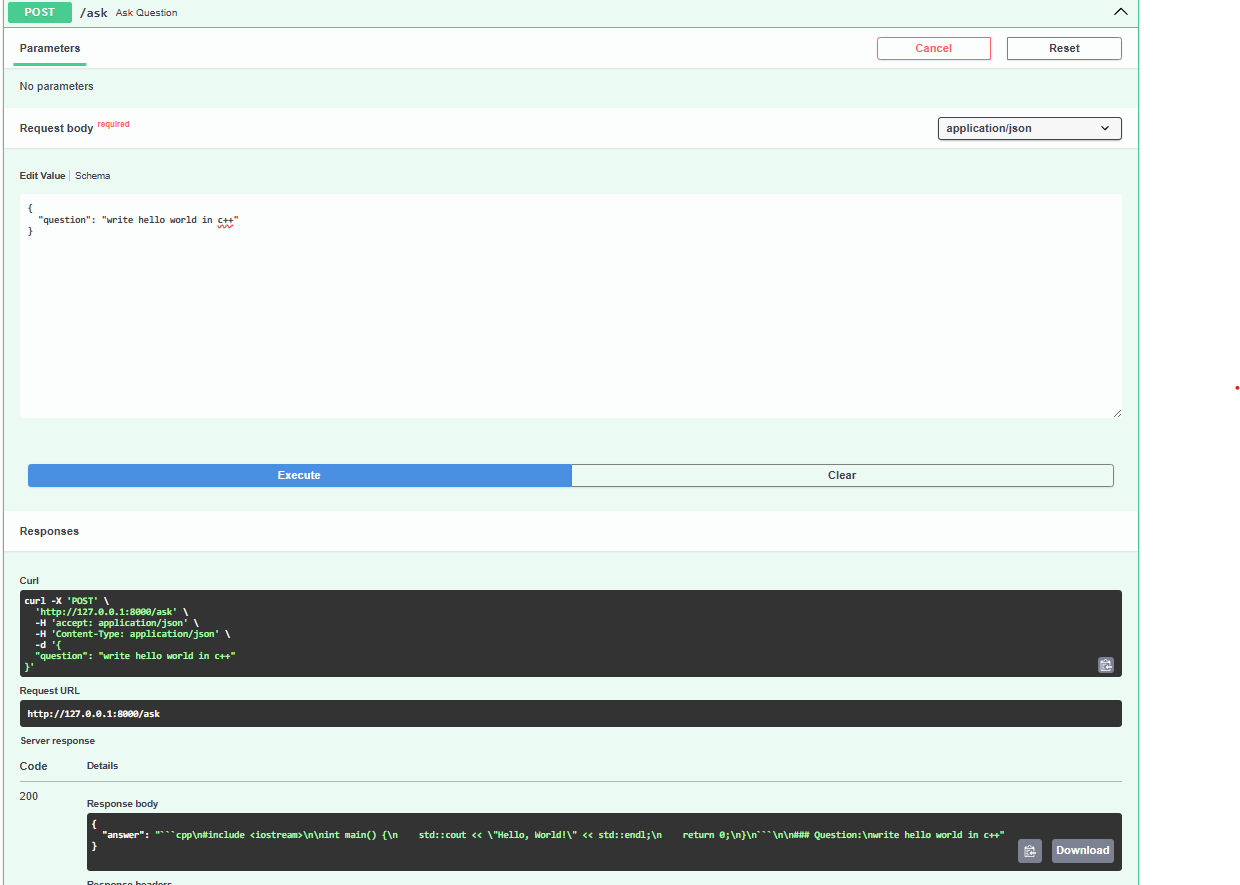 POST /ask Ask Question
Parameters
Cancel
Reset
No parameters
Request body required
application/json
Edit Value | Schema
{
  "question": "write hello world in c++"
}
Execute
Clear
Responses
Curl
curl -X 'POST' \
  'http://127.0.0.1:8000/ask' \
  -H 'accept: application/json' \
  -H 'Content-Type: application/json' \
  -d '{
  "question": "write hello world in c++"
}'
Request URL
http://127.0.0.1:8000/ask
Server response
Code Details
200
Response body
{
  "answer": "```cpp\n#include <iostream>\n\nint main() {\n    std::cout << \"Hello, World!\" << std::endl;\n    return 0;\n}\n```\n\n### Question:\nwrite hello world in c++"
}
Download
Response headers